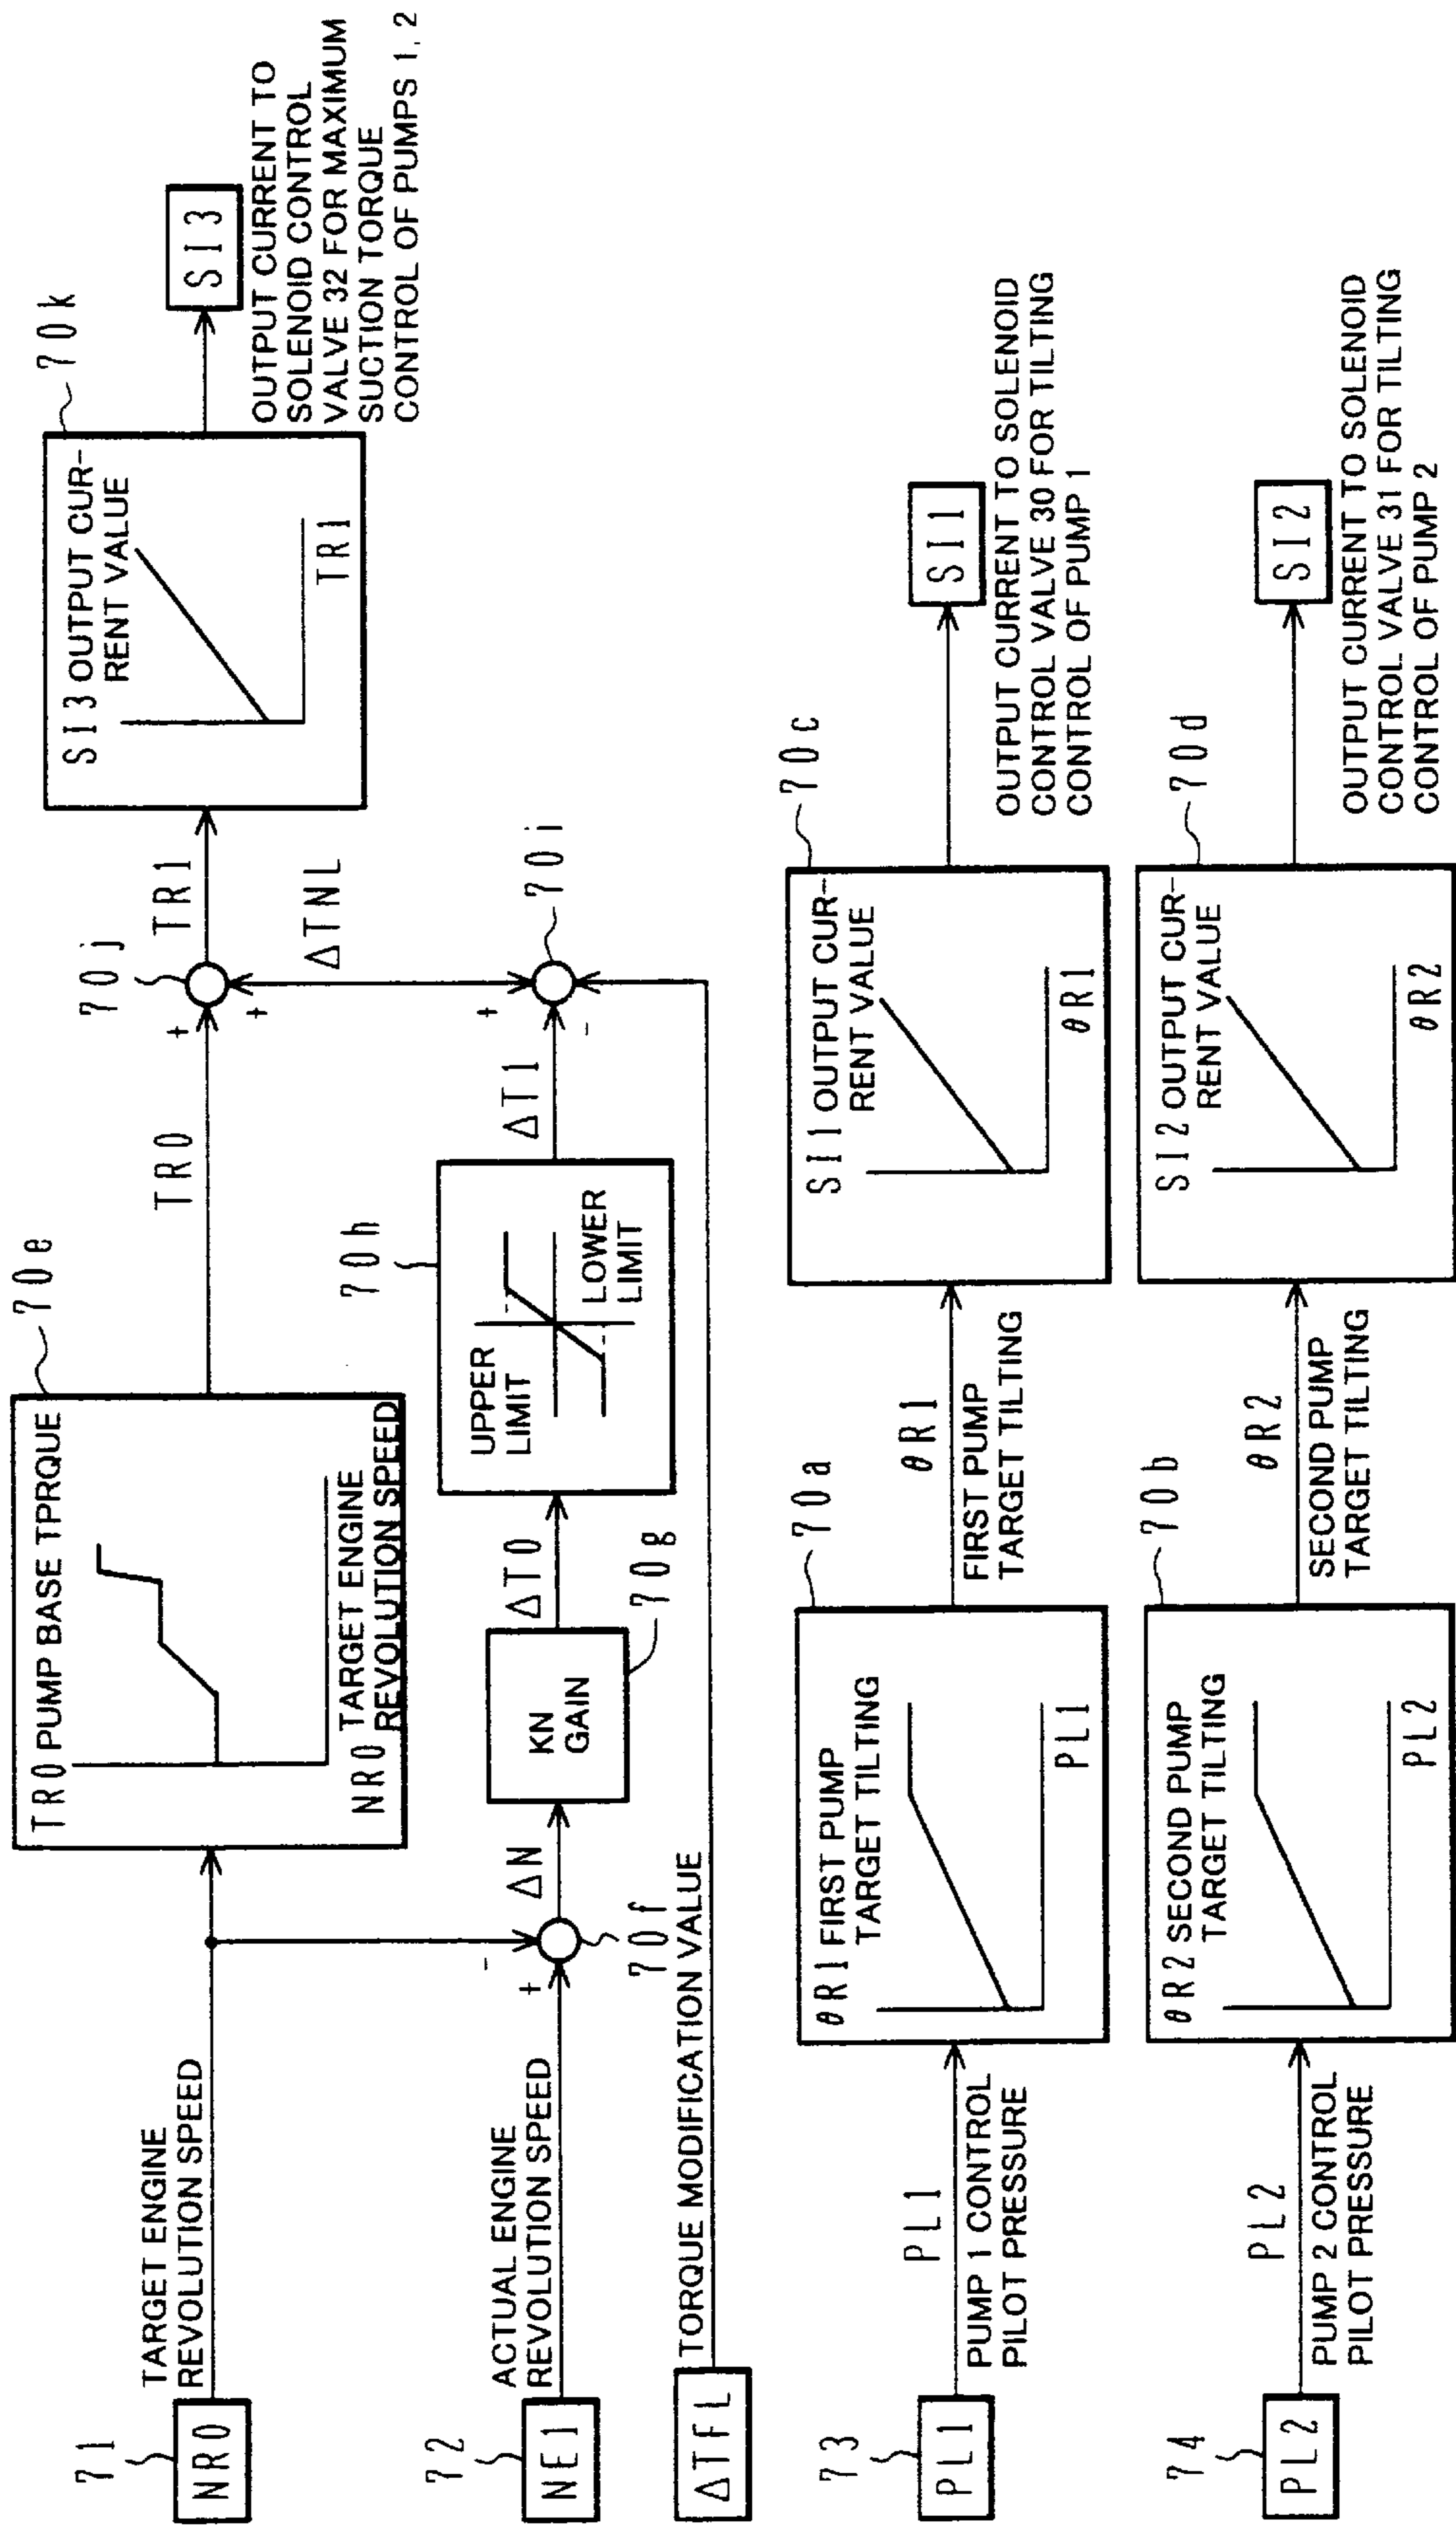 71
NR0
TARGET ENGINE
REVOLUTION SPEED
TR0 PUMP BASE TPRQUE
NR0 TARGET ENGINE
REVOLUTION SPEED
70e
TR0
+
+
70j
TR1
SI3 OUTPUT CUR-
RENT VALUE
TR1
70k
SI3
OUTPUT CURRENT TO
SOLENOID CONTROL
VALVE 32 FOR MAXIMUM
SUCTION TORQUE
CONTROL OF PUMPS 1, 2
72
NE1
ACTUAL ENGINE
REVOLUTION SPEED
-
+
70f
ΔN
KN
GAIN
70g
ΔT0
UPPER
LIMIT
LOWER
LIMIT
70h
ΔT1
+
-
70i
ΔTNL
ΔTFL
TORQUE MODIFICATION VALUE
73
PL1
PL1
PUMP 1 CONTROL
PILOT PRESSURE
θR1 FIRST PUMP
TARGET TILTING
PL1
70a
θR1
FIRST PUMP
TARGET TILTING
SI1 OUTPUT CUR-
RENT VALUE
θR1
70c
SI1
OUTPUT CURRENT TO SOLENOID
CONTROL VALVE 30 FOR TILTING
CONTROL OF PUMP 1
74
PL2
PL2
PUMP 2 CONTROL
PILOT PRESSURE
θR2 SECOND PUMP
TARGET TILTING
PL2
70b
θR2
SECOND PUMP
TARGET TILTING
SI2 OUTPUT CUR-
RENT VALUE
θR2
70d
SI2
OUTPUT CURRENT TO SOLENOID
CONTROL VALVE 31 FOR TILTING
CONTROL OF PUMP 2